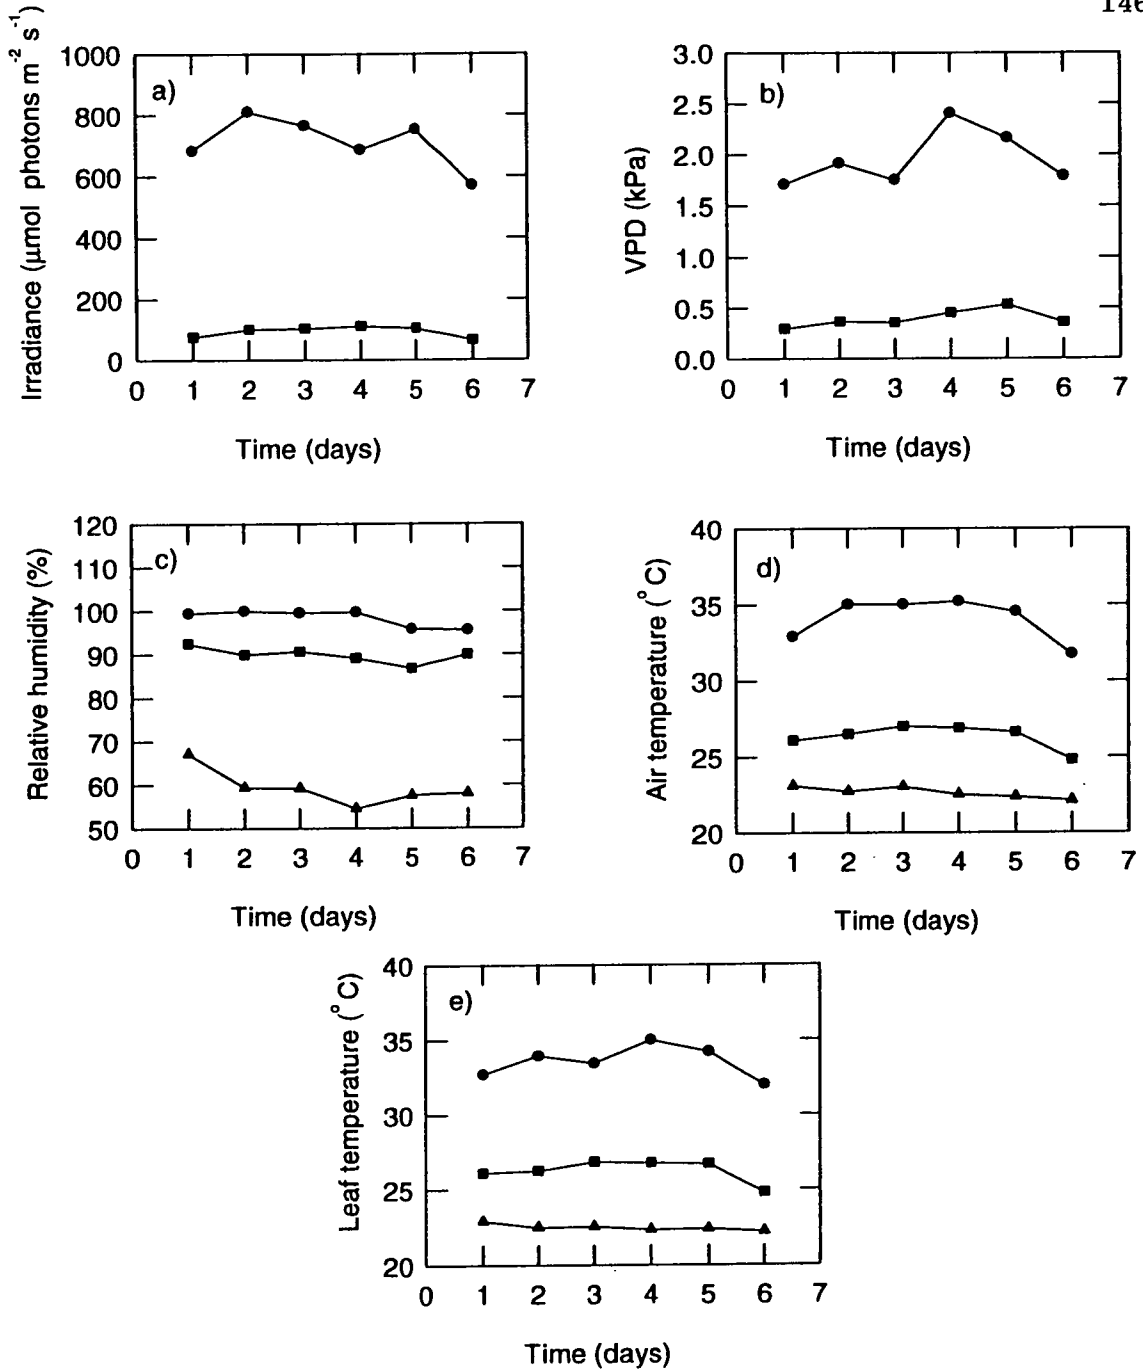 146
Irradiance (μmol photons m⁻² s⁻¹)
1000
800
600
400
200
0
a)
0 1 2 3 4 5 6 7
Time (days)
VPD (kPa)
3.0
2.5
2.0
1.5
1.0
0.5
0.0
b)
0 1 2 3 4 5 6 7
Time (days)
Relative humidity (%)
120
110
100
90
80
70
60
50
c)
0 1 2 3 4 5 6 7
Time (days)
Air temperature (°C)
40
35
30
25
20
d)
0 1 2 3 4 5 6 7
Time (days)
Leaf temperature (°C)
40
35
30
25
20
e)
0 1 2 3 4 5 6 7
Time (days)